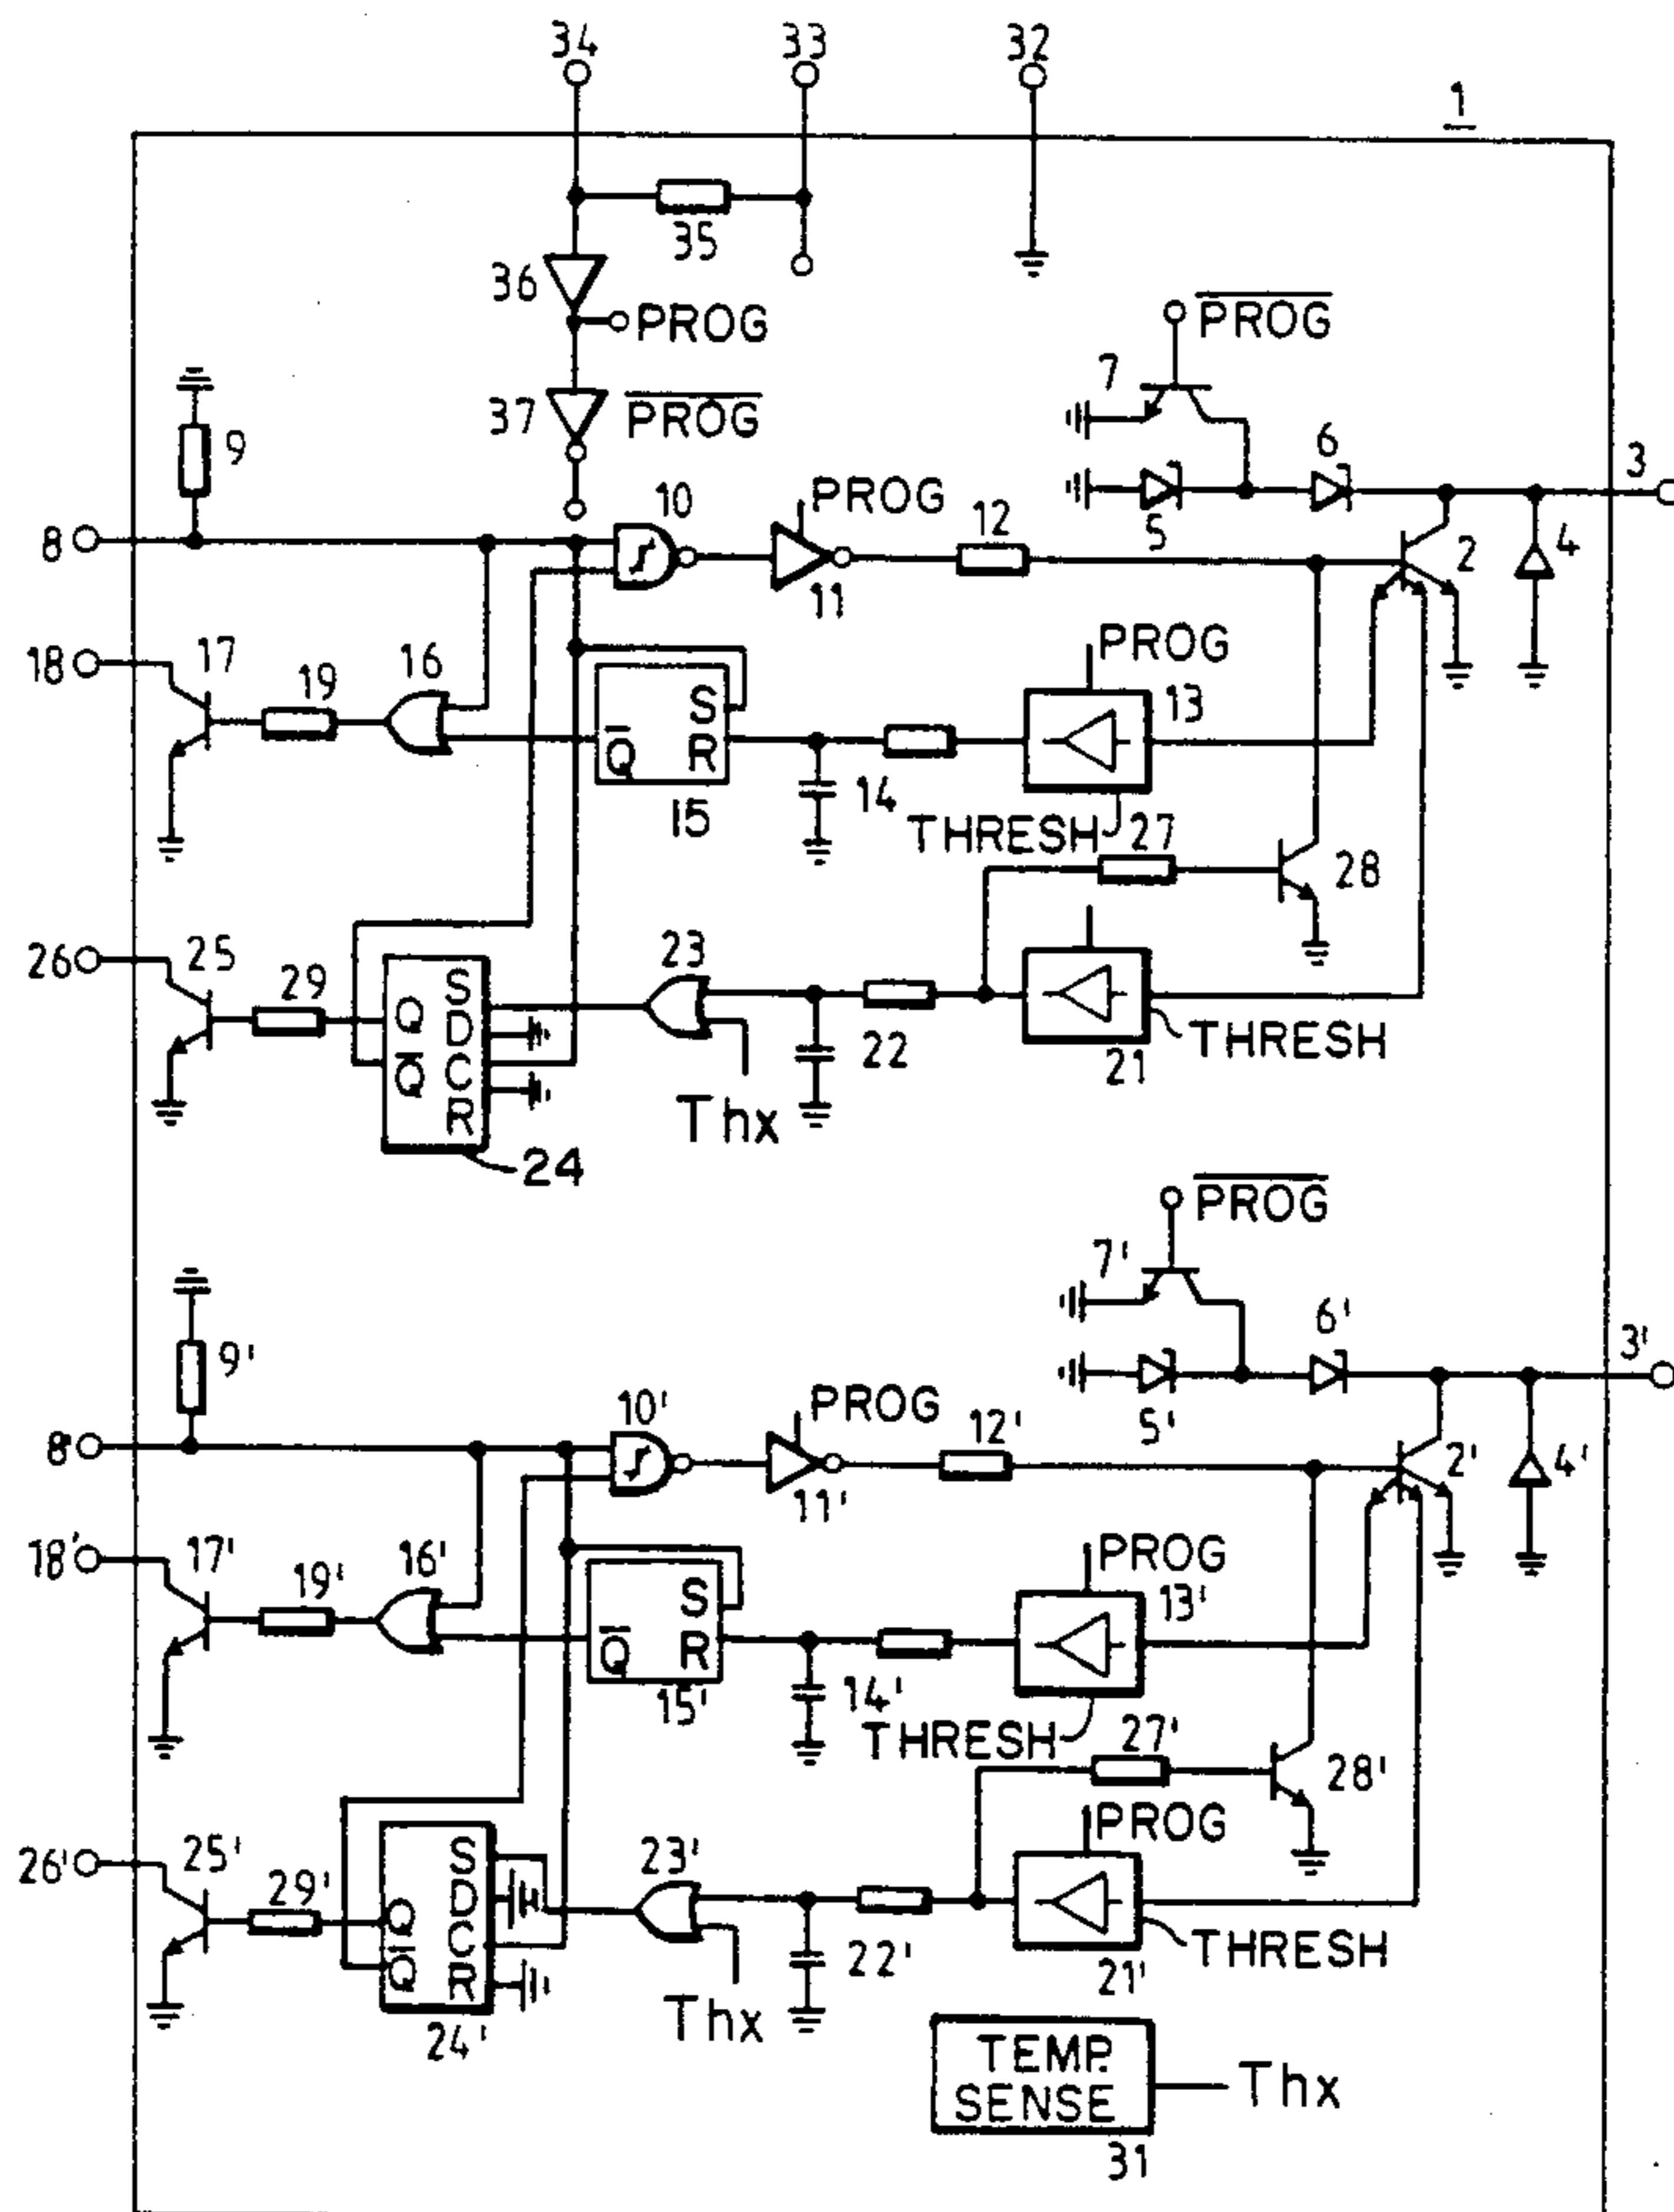 34 33 32
1
35
36
PROG
PROG
7
37 PROG
9
6
3
10 PROG
12
5
8
2 4
11
18 17 16
PROG
19
S
13
Q R
14
15
THRESH 27
28
26 25 23
29
S
Q D
22
THRESH
Q C
21
R
Thx
24
PROG
7'
9'
6'
3'
10' PROG
12'
5'
8'
2' 4'
11'
18' 17' 16'
PROG
19'
S
13'
Q R
15' 14'
THRESH 27'
28'
PROG
26' 25' 23'
S
29'
D
Q
C
22'
THRESH
Q R
21'
Thx
24'
TEMP.
SENSE
Thx
31